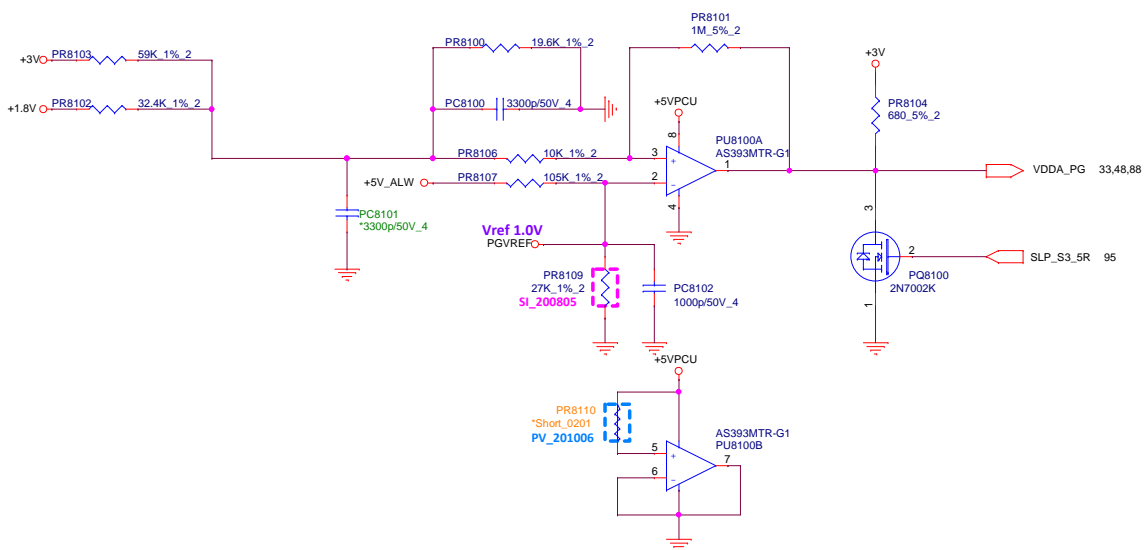 PR8101
1M_5%_2
PR8100 19.6K_1%_2
PR8103 59K_1%_2
+3V
+3V
+1.8V PR8102 32.4K_1%_2
PC8100 3300p/50V_4
+5VPCU
PR8104
680_5%_2
8
PU8100A
AS393MTR-G1
PR8106 10K_1%_2
3
+
1
VDDA_PG 33,48,88
+5V_ALW PR8107 105K_1%_2
2
-
4
3
PC8101
*3300p/50V_4
Vref 1.0V
PGVREF
2
SLP_S3_5R 95
PR8109
27K_1%_2
SI_200805
PC8102
1000p/50V_4
PQ8100
2N7002K
1
+5VPCU
PR8110
*Short_0201
PV_201006
AS393MTR-G1
PU8100B
5
+
7
6
-